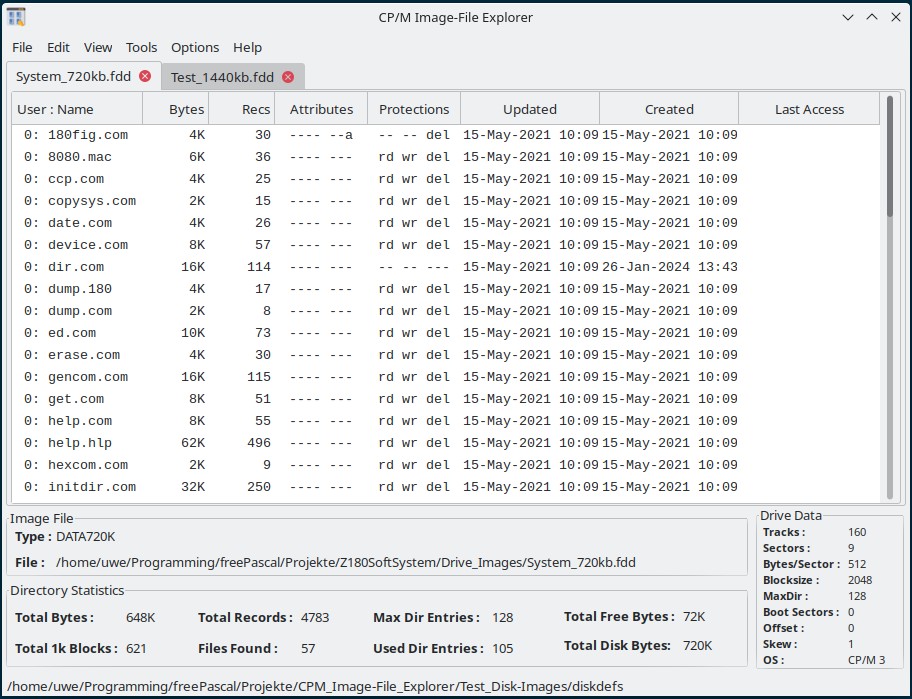 CP/M Image-File Explorer
File Edit View Tools Options Help
System_720kb.fdd Test_1440kb.fdd
User : Name Bytes Recs Attributes Protections Updated Created Last Access
0: 180fig.com 4K 30 ---- --a -- -- del 15-May-2021 10:09 15-May-2021 10:09
0: 8080.mac 6K 36 ---- --- rd wr del 15-May-2021 10:09 15-May-2021 10:09
0: ccp.com 4K 25 ---- --- rd wr del 15-May-2021 10:09 15-May-2021 10:09
0: copysys.com 2K 15 ---- --- rd wr del 15-May-2021 10:09 15-May-2021 10:09
0: date.com 4K 26 ---- --- rd wr del 15-May-2021 10:09 15-May-2021 10:09
0: device.com 8K 57 ---- --- rd wr del 15-May-2021 10:09 15-May-2021 10:09
0: dir.com 16K 114 ---- --- -- -- --- 15-May-2021 10:09 26-Jan-2024 13:43
0: dump.180 4K 17 ---- --- rd wr del 15-May-2021 10:09 15-May-2021 10:09
0: dump.com 2K 8 ---- --- rd wr del 15-May-2021 10:09 15-May-2021 10:09
0: ed.com 10K 73 ---- --- rd wr del 15-May-2021 10:09 15-May-2021 10:09
0: erase.com 4K 30 ---- --- rd wr del 15-May-2021 10:09 15-May-2021 10:09
0: gencom.com 16K 115 ---- --- rd wr del 15-May-2021 10:09 15-May-2021 10:09
0: get.com 8K 51 ---- --- rd wr del 15-May-2021 10:09 15-May-2021 10:09
0: help.com 8K 55 ---- --- rd wr del 15-May-2021 10:09 15-May-2021 10:09
0: help.hlp 62K 496 ---- --- rd wr del 15-May-2021 10:09 15-May-2021 10:09
0: hexcom.com 2K 9 ---- --- rd wr del 15-May-2021 10:09 15-May-2021 10:09
0: initdir.com 32K 250 ---- --- rd wr del 15-May-2021 10:09 15-May-2021 10:09
Image File
Type : DATA720K
File : /home/uwe/Programming/freePascal/Projekte/Z180SoftSystem/Drive_Images/System_720kb.fdd
Directory Statistics
Total Bytes : 648K Total Records : 4783 Max Dir Entries : 128 Total Free Bytes : 72K
Total 1k Blocks : 621 Files Found : 57 Used Dir Entries : 105 Total Disk Bytes: 720K
Drive Data
Tracks : 160
Sectors : 9
Bytes/Sector : 512
Blocksize : 2048
MaxDir : 128
Boot Sectors : 0
Offset : 0
Skew : 1
OS : CP/M 3
/home/uwe/Programming/freePascal/Projekte/CPM_Image-File_Explorer/Test_Disk-Images/diskdefs